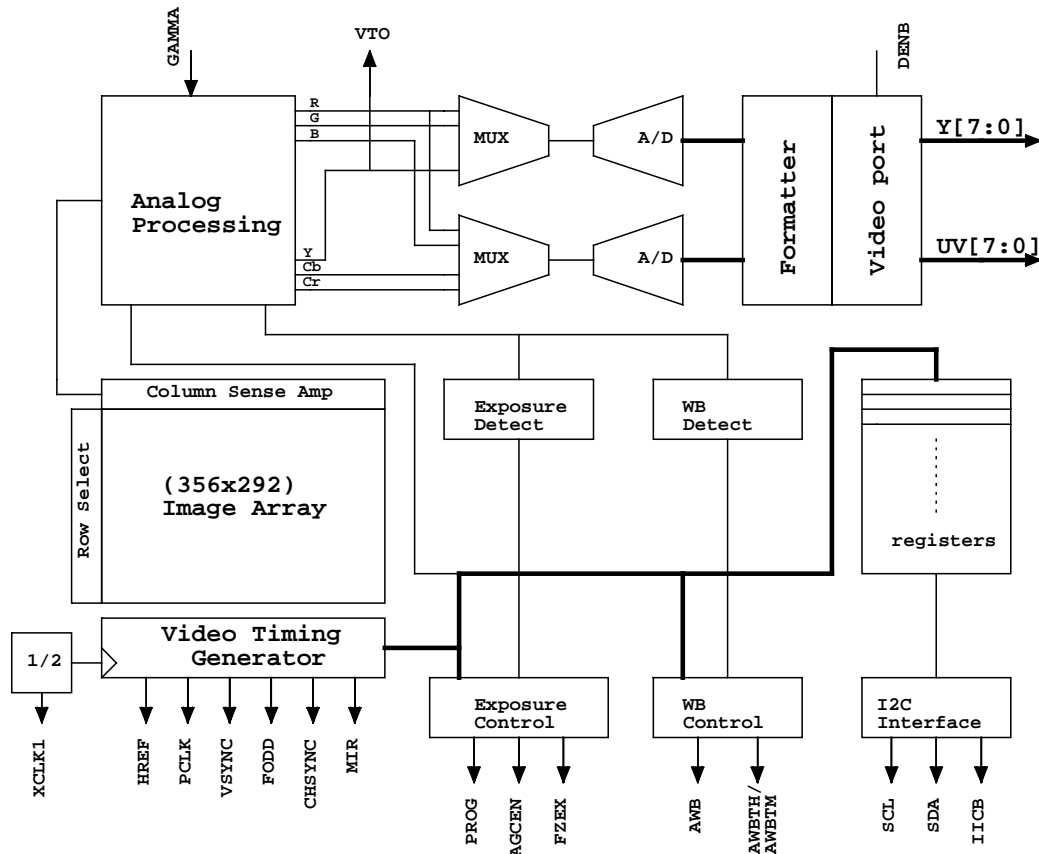 GAMMA
VTO
DENB
R
G
B
MUX
A/D
Y[7:0]
Analog
Processing
Formatter
Video port
Y
Cb
Cr
MUX
A/D
UV[7:0]
Column Sense Amp
Exposure
Detect
WB
Detect
Row Select
(356x292)
Image Array
registers
1/2
Video Timing
Generator
Exposure
Control
WB
Control
I2C
Interface
XCLK1
HREF
PCLK
VSYNC
FODD
CHSYNC
MIR
PROG
AGCEN
FZEX
AWB
AWBTH/
AWBTM
SCL
SDA
IICB